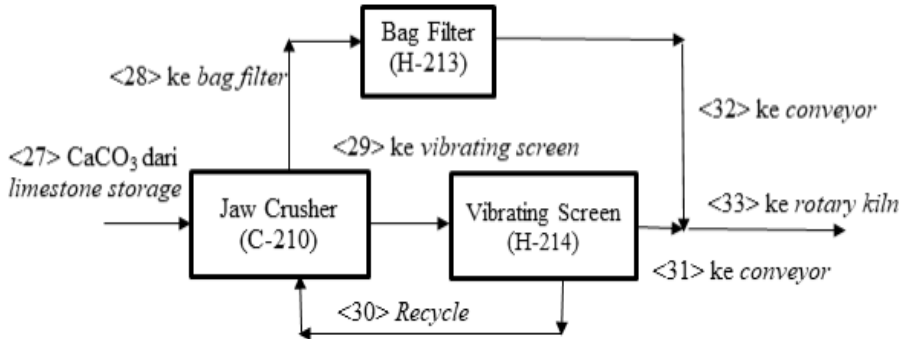 Bag Filter
(H-213)
<28> ke bag filter
<32> ke conveyor
<27> CaCO₃ dari
limestone storage
<29> ke vibrating screen
Jaw Crusher
(C-210)
Vibrating Screen
(H-214)
<33> ke rotary kiln
<31> ke conveyor
<30> Recycle